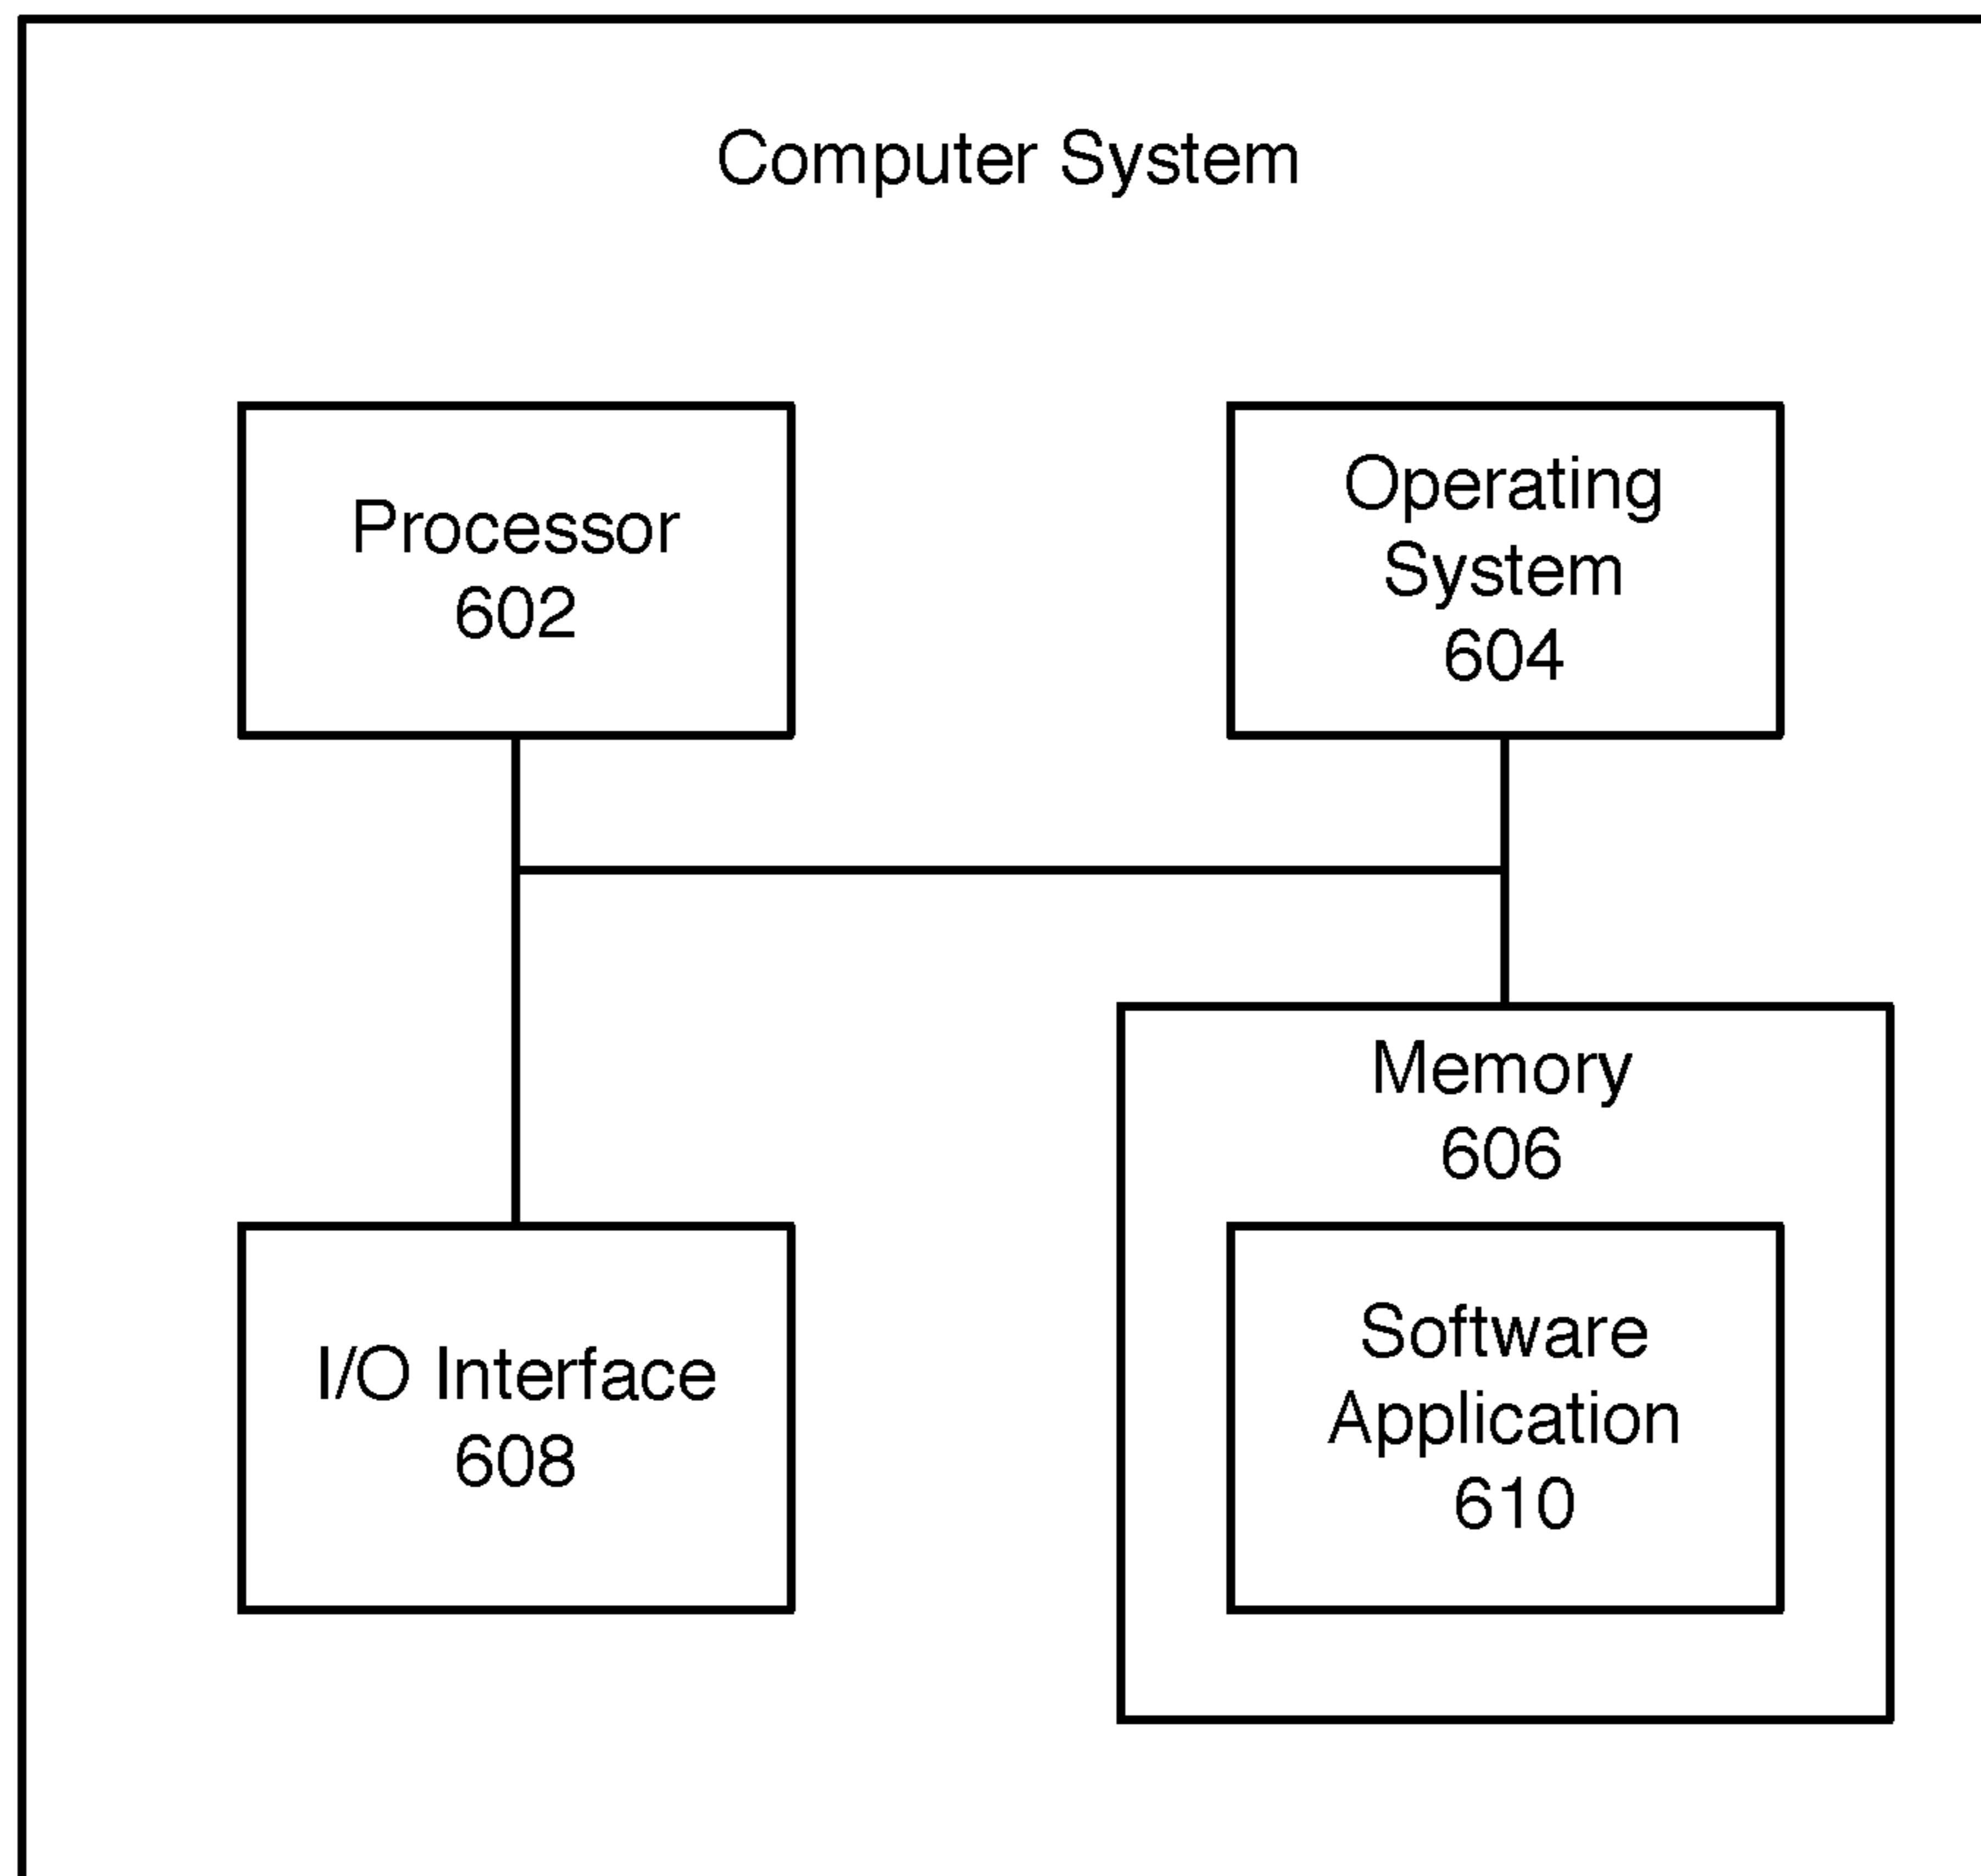 Computer System
Processor
602
Operating
System
604
Memory
606
I/O Interface
608
Software
Application
610